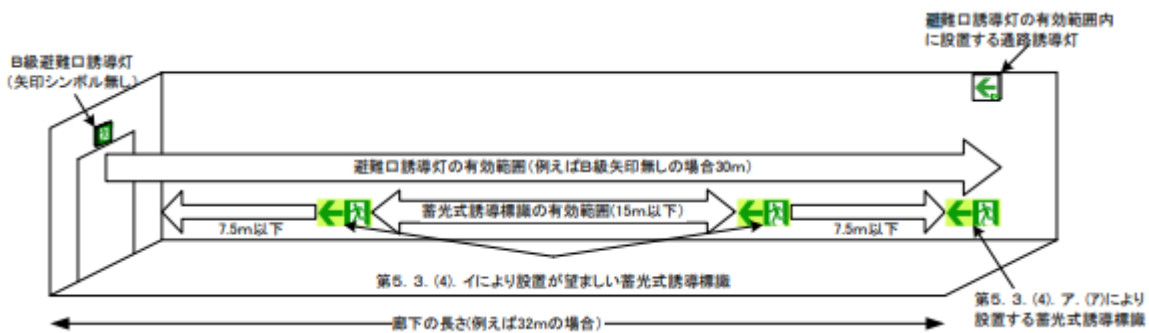 避難口誘導灯の有効範囲内
に設置する通路誘導灯
B級避難口誘導灯
(矢印シンボル無し)
避難口誘導灯の有効範囲(例えばB級矢印無しの場合30m)
蓄光式誘導標識の有効範囲(15m以下)
7.5m以下
7.5m以下
第5.3.(4).イにより設置が望ましい蓄光式誘導標識
第5.3.(4).ア.(ア)により
設置する蓄光式誘導標識
廊下の長さ(例えば32mの場合)